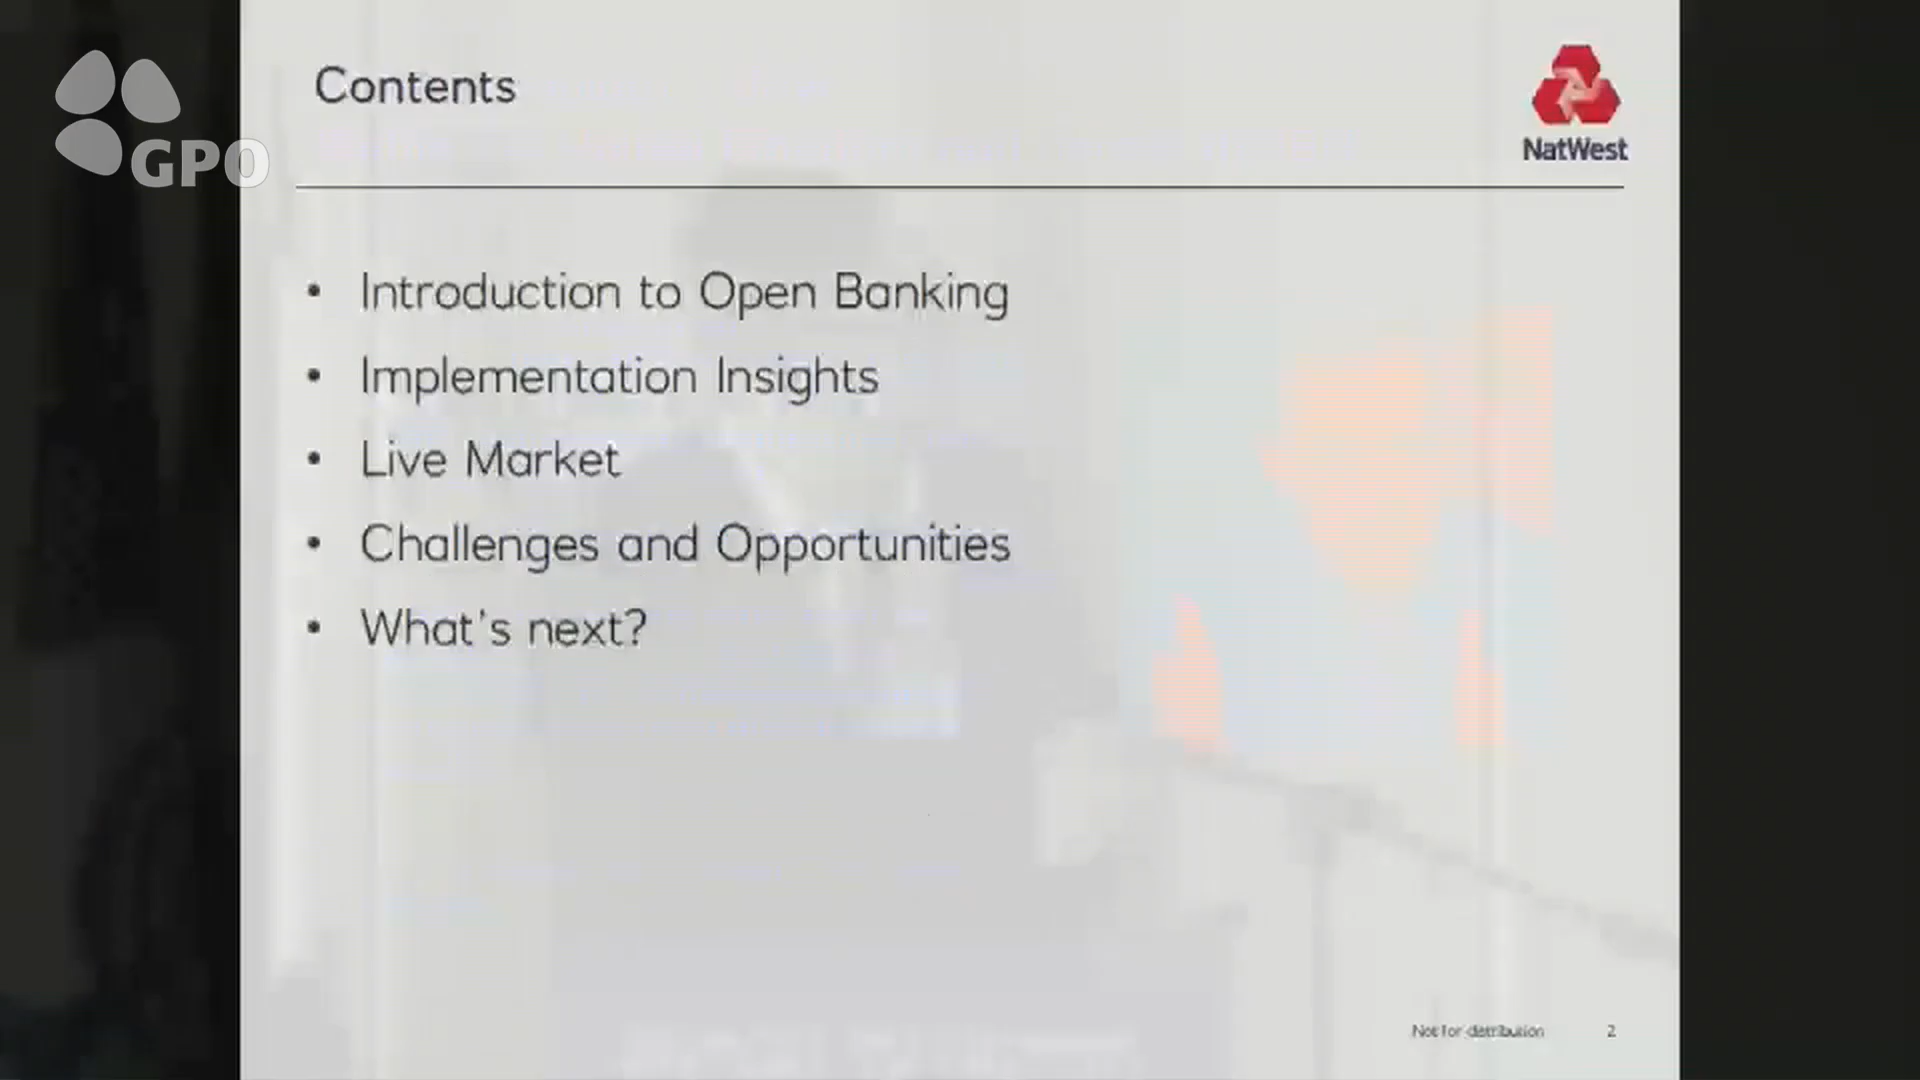 Contents
GPO
NatWest
• Introduction to Open Banking
• Implementation Insights
• Live Market
• Challenges and Opportunities
• What's next?
Not for distribution 2